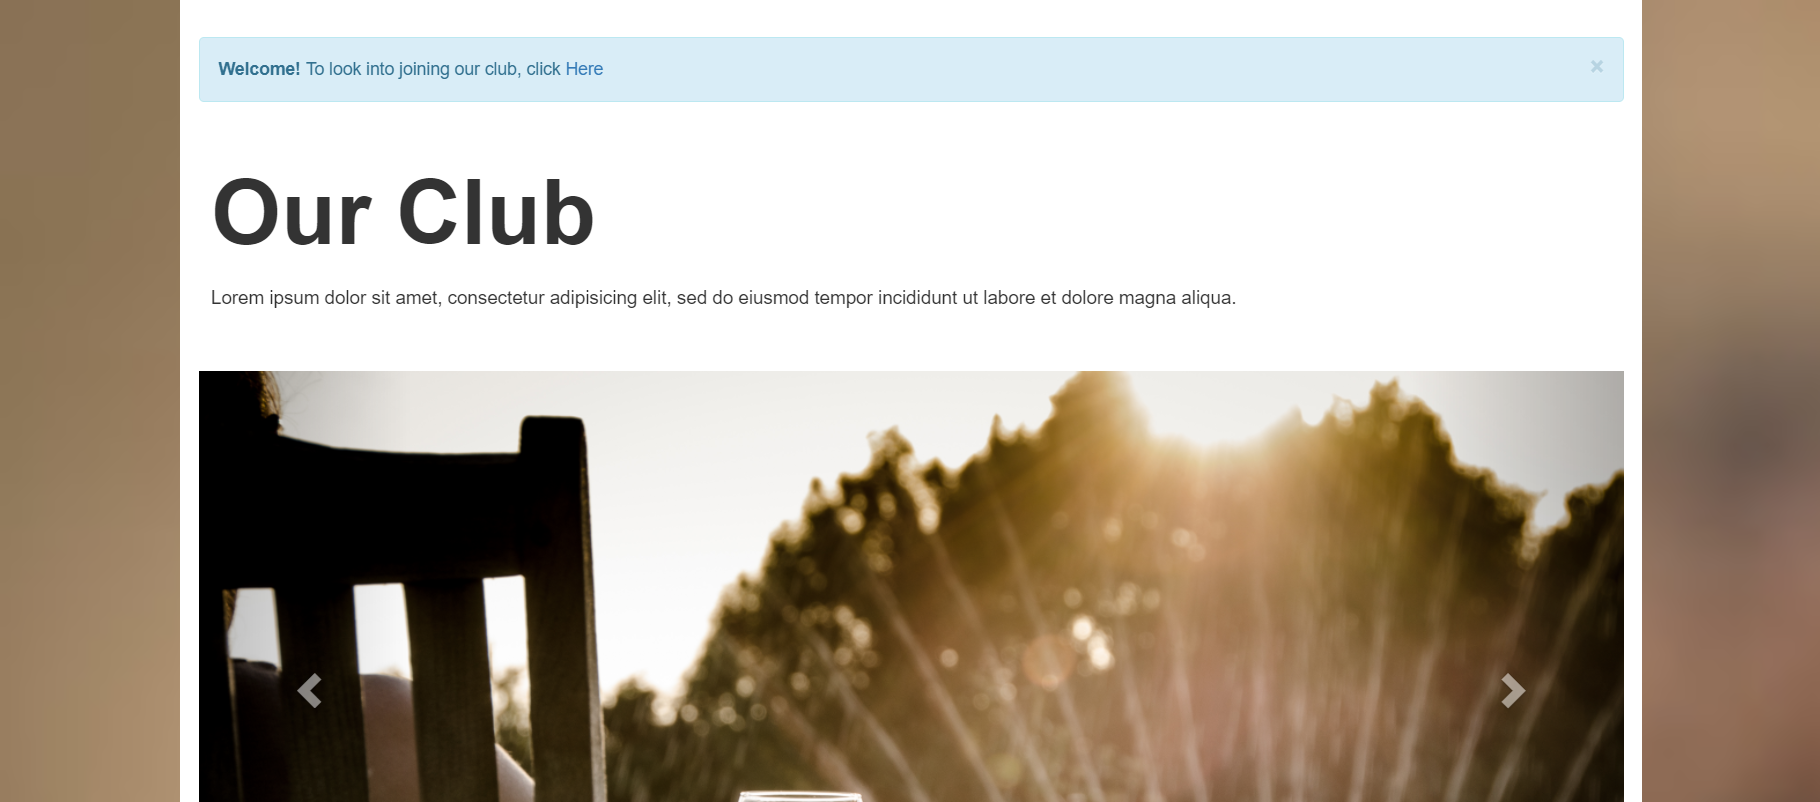 Welcome! To look into joining our club, click Here ×
Our Club
Lorem ipsum dolor sit amet, consectetur adipisicing elit, sed do eiusmod tempor incididunt ut labore et dolore magna aliqua.